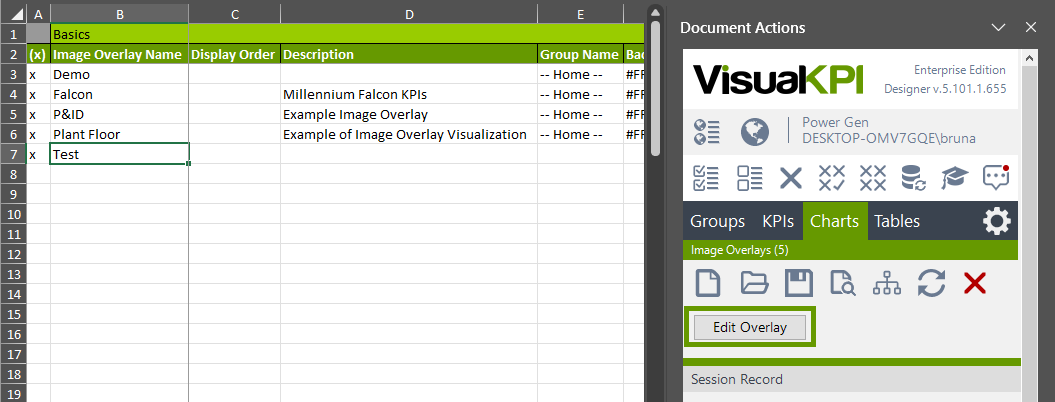 A B C D E
1 Basics
2 (x) Image Overlay Name Display Order Description Group Name Bac
3 x Demo -- Home -- #FF
4 x Falcon Millennium Falcon KPIs -- Home -- #FF
5 x P&ID Example Image Overlay -- Home -- #FF
6 x Plant Floor Example of Image Overlay Visualization -- Home -- #FF
7 x Test
8
9
10
11
12
13
14
15
16
17
18
19
Document Actions
VISUAL KPI
Enterprise Edition
Designer v.5.101.1.655
Power Gen
DESKTOP-OMV7GQE\bruna
Groups KPIs Charts Tables
Image Overlays (5)
Edit Overlay
Session Record